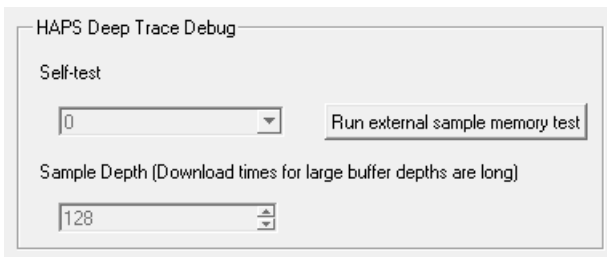 HAPS Deep Trace Debug
Self-test
0
Run external sample memory test
Sample Depth (Download times for large buffer depths are long)
128